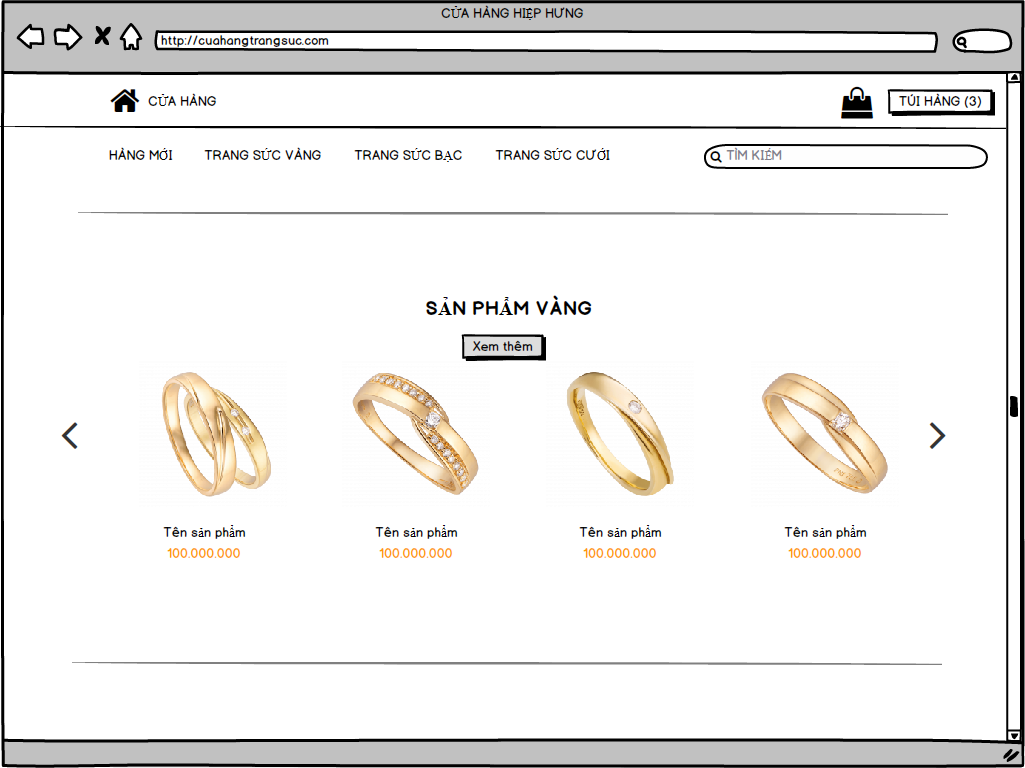 CỬA HÀNG HIỆP HƯNG
http://cuahangtrangsuc.com
CỬA HÀNG
TÚI HÀNG (3)
HÀNG MỚI TRANG SỨC VÀNG TRANG SỨC BẠC TRANG SỨC CƯỚI
TÌM KIẾM
SẢN PHẨM VÀNG
Xem thêm
Tên sản phẩm Tên sản phẩm Tên sản phẩm Tên sản phẩm
100.000.000 100.000.000 100.000.000 100.000.000